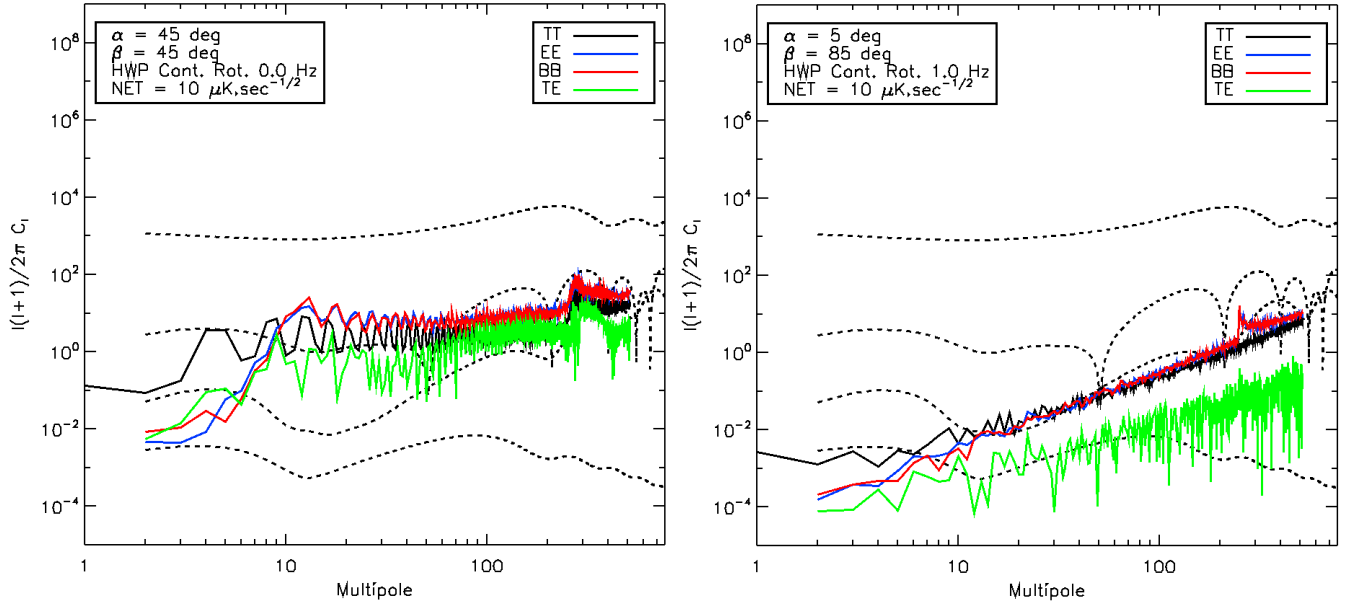 α = 45 deg
β = 45 deg
HWP Cont. Rot. 0.0 Hz
NET = 10 μK.sec^{-1/2}
TT
EE
BB
TE
10^8
10^6
10^4
10^2
10^0
10^{-2}
10^{-4}
l(l+1)/2π C_l
1
10
100
Multípole
α = 5 deg
β = 85 deg
HWP Cont. Rot. 1.0 Hz
NET = 10 μK.sec^{-1/2}
TT
EE
BB
TE
10^8
10^6
10^4
10^2
10^0
10^{-2}
10^{-4}
l(l+1)/2π C_l
1
10
100
Multípole